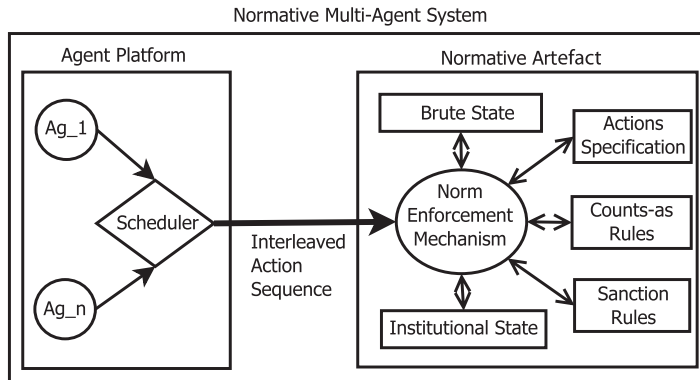 Normative Multi-Agent System
Agent Platform
Ag_1
Scheduler
Ag_n
Interleaved
Action
Sequence
Normative Artefact
Brute State
Norm
Enforcement
Mechanism
Institutional State
Actions
Specification
Counts-as
Rules
Sanction
Rules